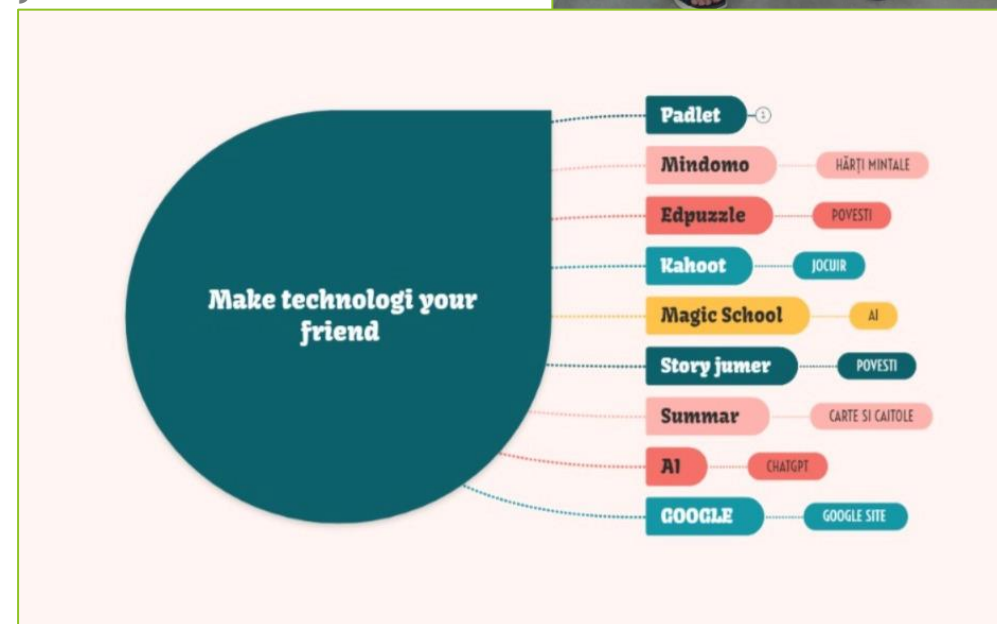 Make technologi your
friend
Padlet
Mindomo
HĂRȚI MINTALE
Edpuzzle
POVESTI
Kahoot
JOCUIR
Magic School
AI
Story jumer
POVESTI
Summar
CARTE SI CAITOLE
AI
CHATGPT
GOOGLE
GOOGLE SITE